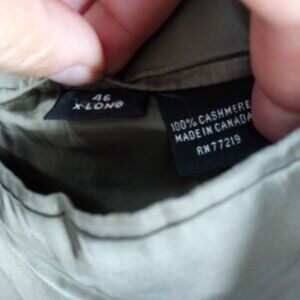 46
X-LONG
100% CASHMERE
MADE IN CANADA
RN77219